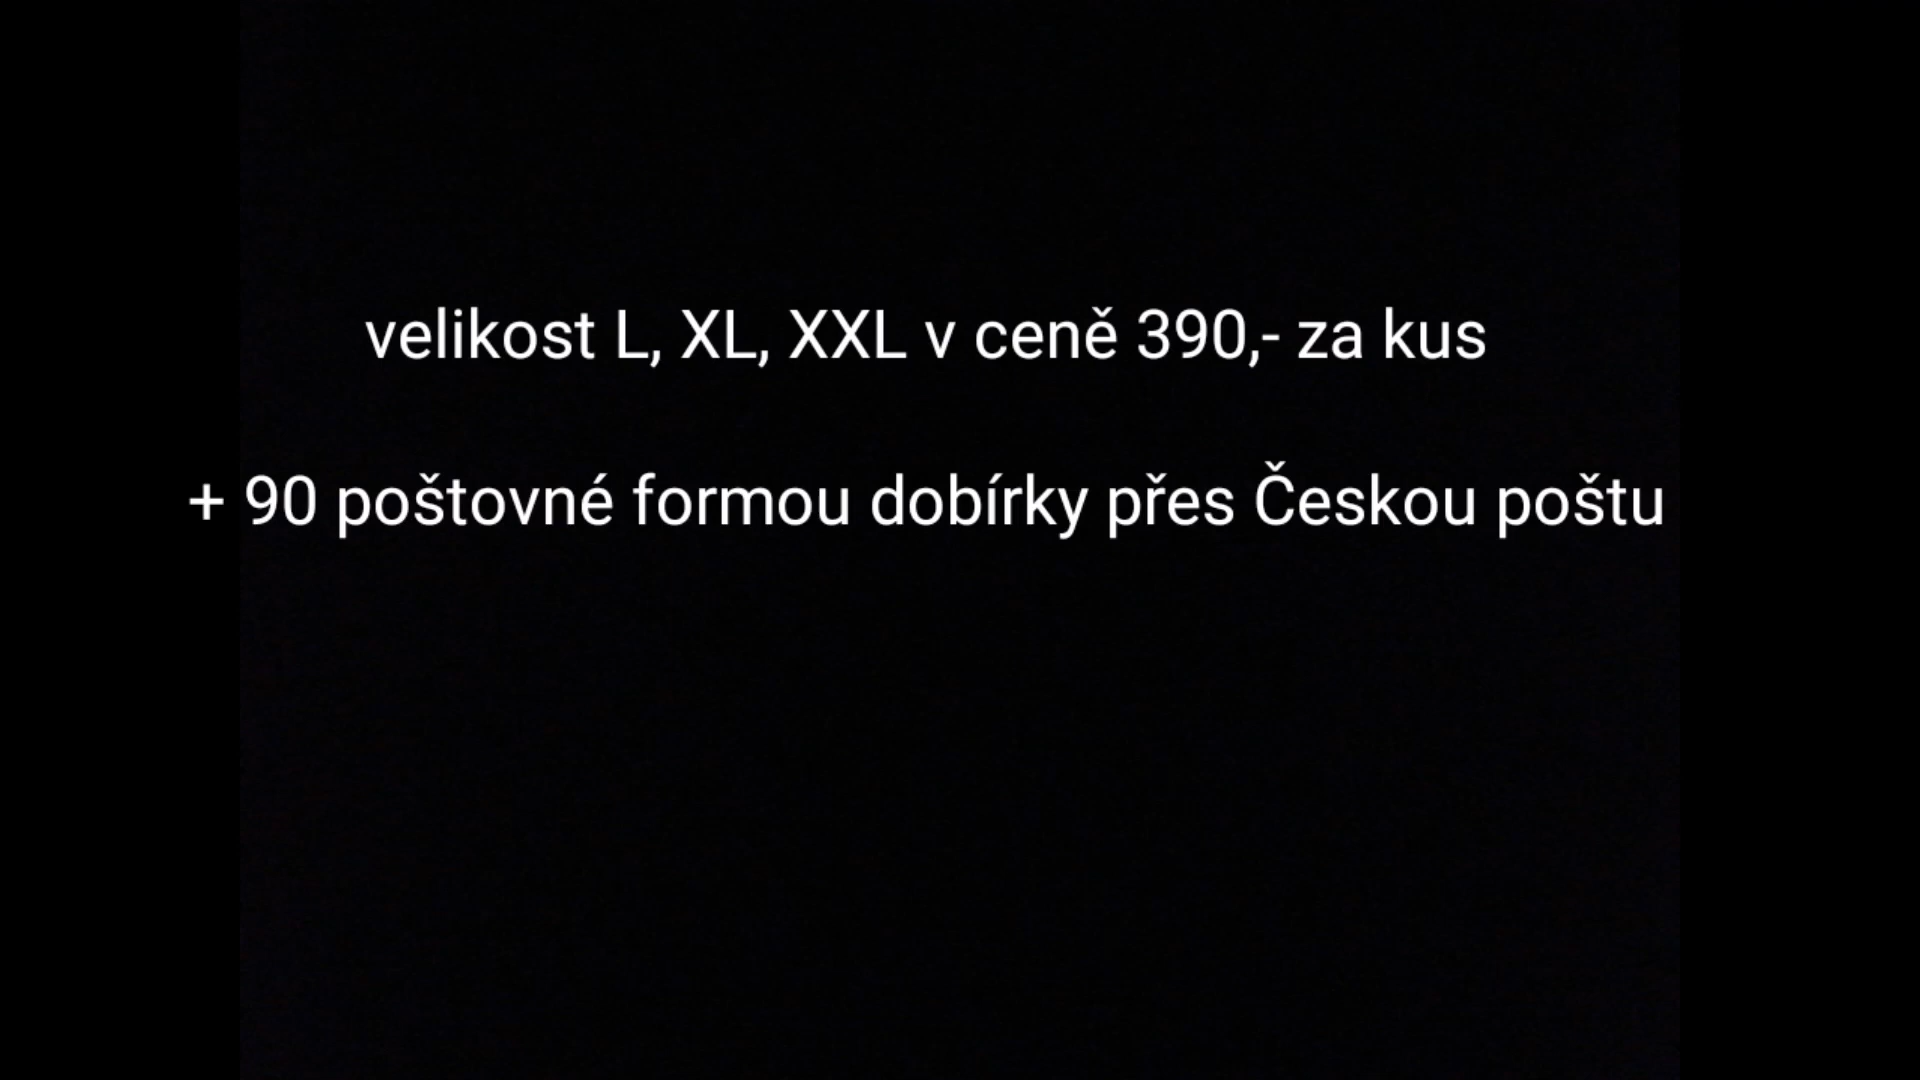 velikost L, XL, XXL v ceně 390,- za kus
+ 90 poštovné formou dobírky přes Českou poštu